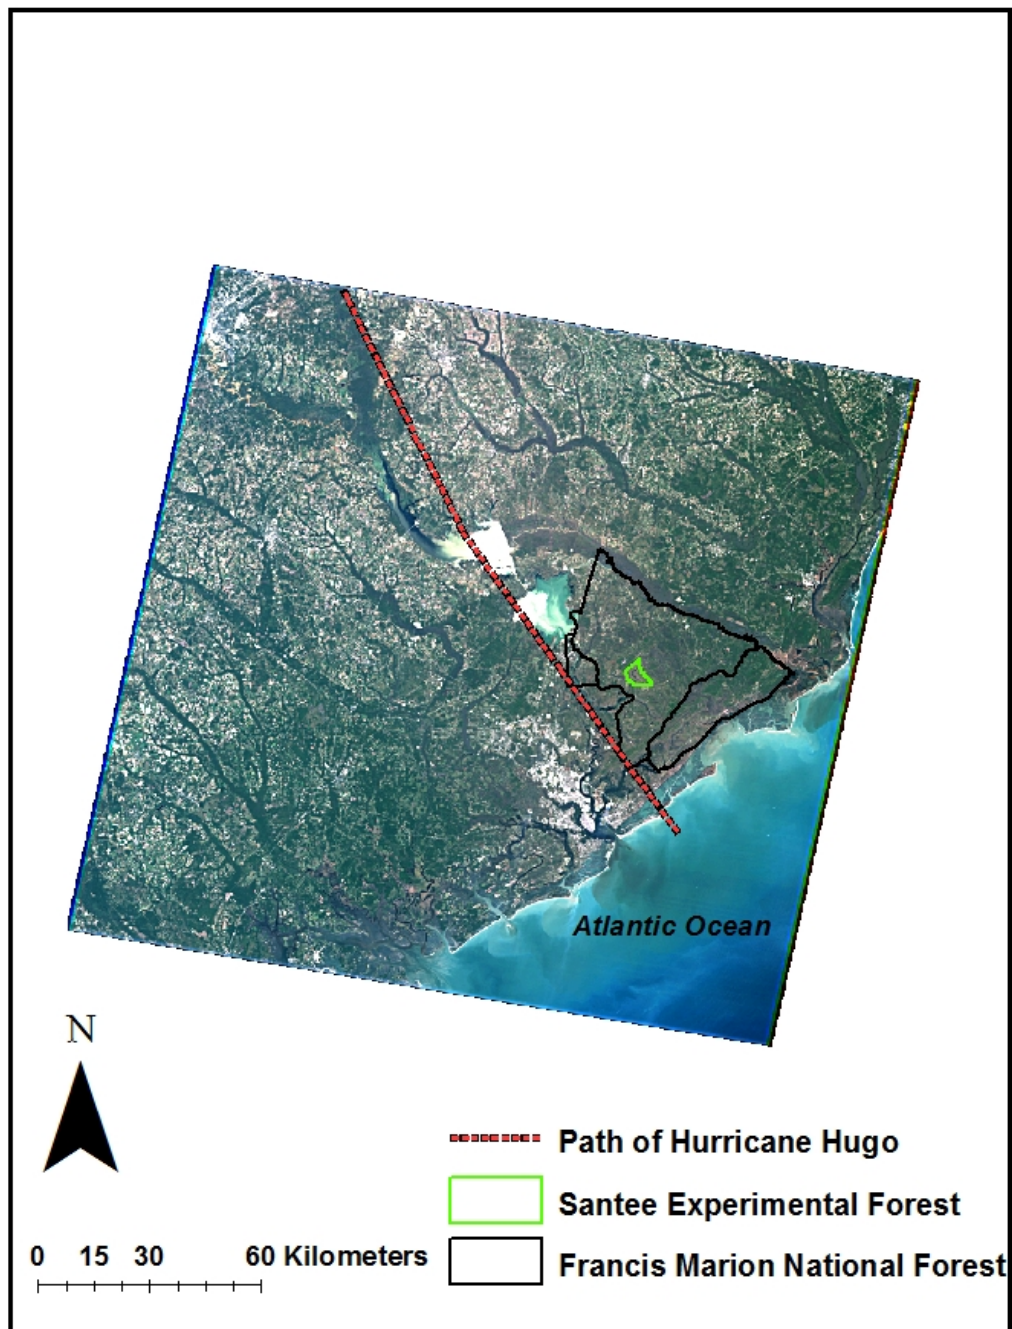 Atlantic Ocean
N
Path of Hurricane Hugo
Santee Experimental Forest
0 15 30 60 Kilometers
Francis Marion National Forest